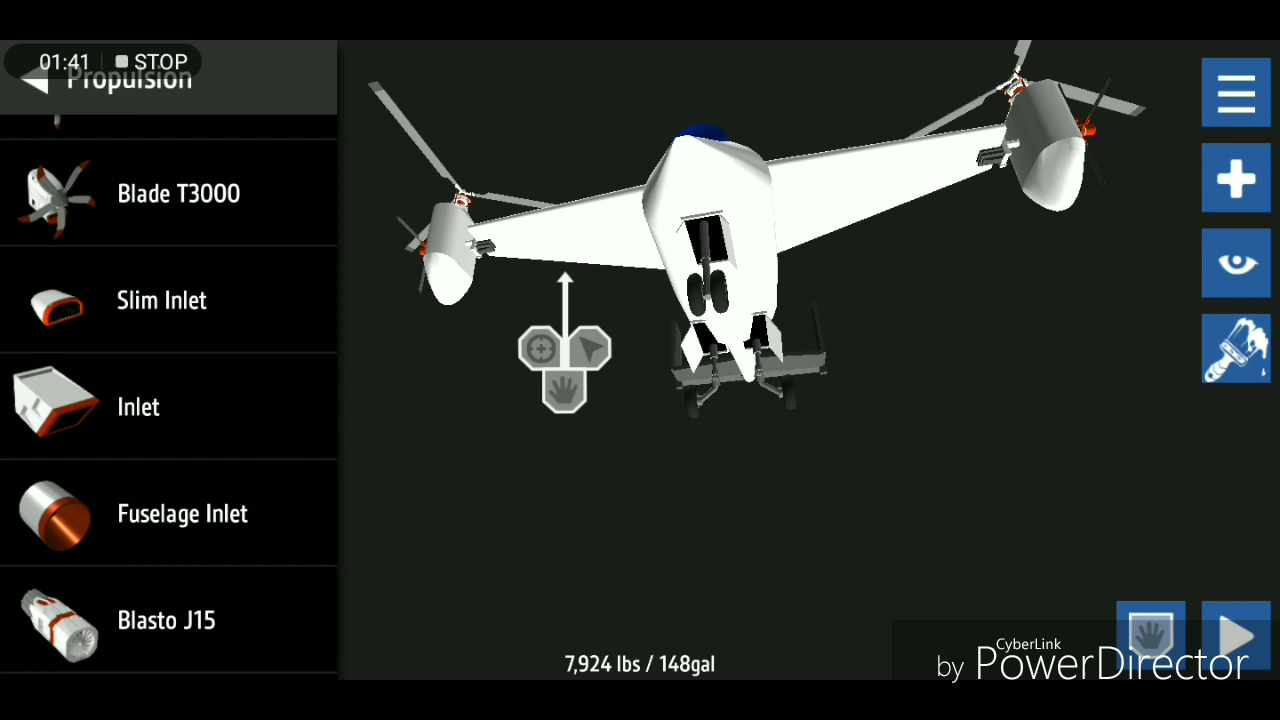 01:41 STOP
Propulsion
Blade T3000
Slim Inlet
Inlet
Fuselage Inlet
Blasto J15
7,924 lbs / 148gal
CyberLink
by PowerDirector